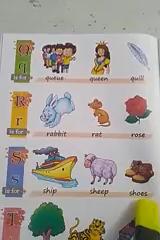 Q
q
is for
queue queen quill
R
r
is for
rabbit rat rose
S
s
is for
ship sheep shoes
T